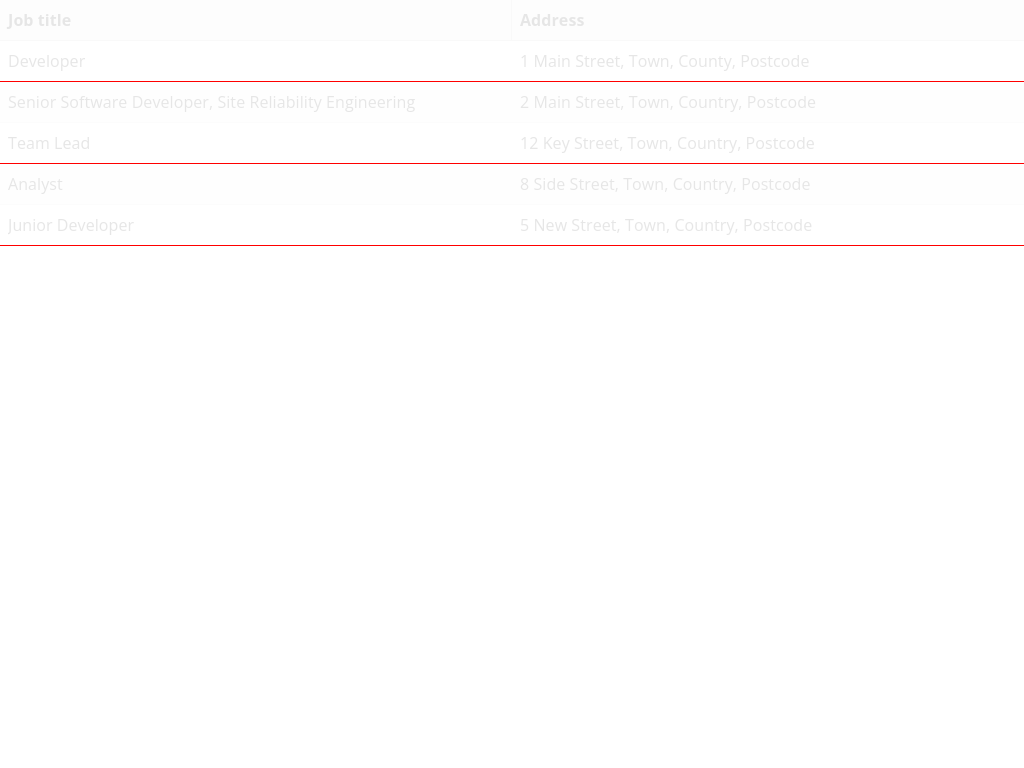 Job title Address
Developer 1 Main Street, Town, County, Postcode
Senior Software Developer, Site Reliability Engineering 2 Main Street, Town, Country, Postcode
Team Lead 12 Key Street, Town, Country, Postcode
Analyst 8 Side Street, Town, Country, Postcode
Junior Developer 5 New Street, Town, Country, Postcode